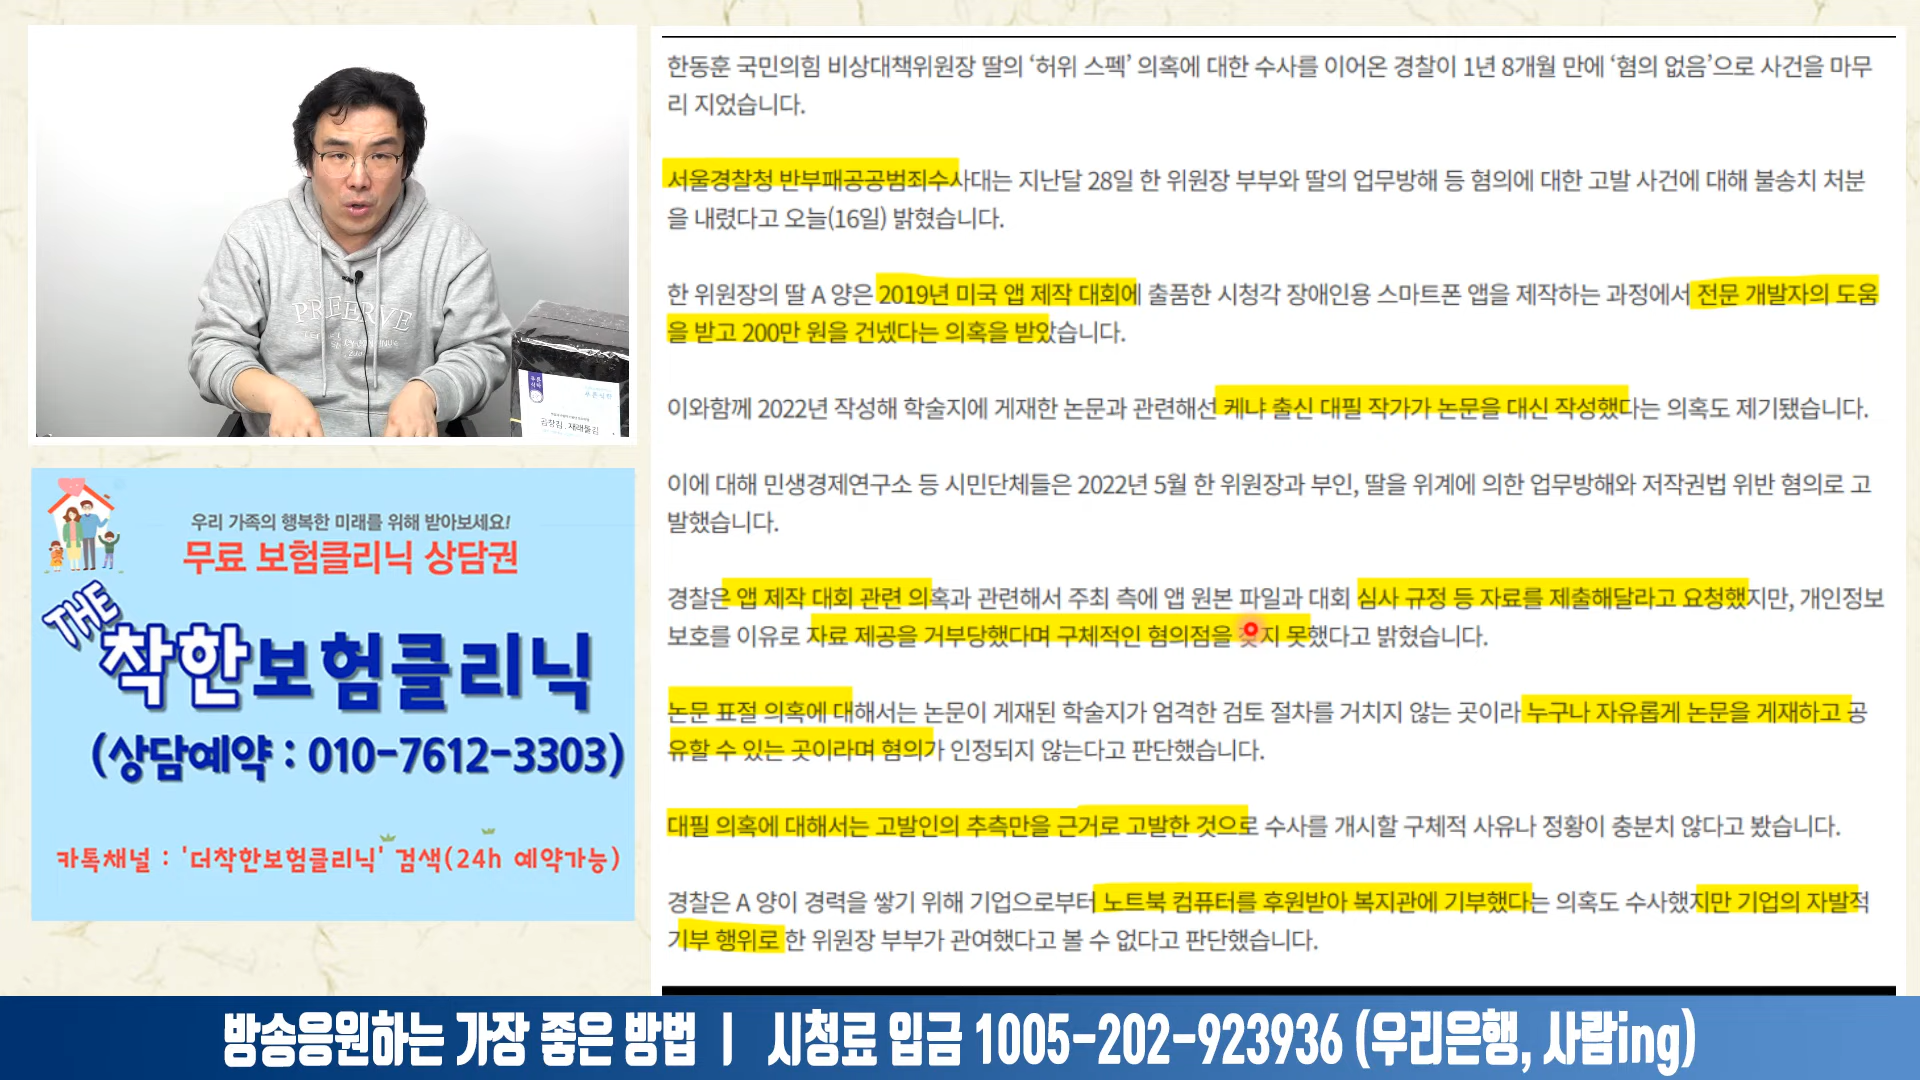 PREERVE
김장김, 재래돌김
우리 가족의 행복한 미래를 위해 받아보세요!
무료 보험클리닉 상담권
THE
착한보험클리닉
(상담예약 : 010-7612-3303)
카톡채널 : '더착한보험클리닉' 검색(24h 예약가능)
한동훈 국민의힘 비상대책위원장 딸의 ‘허위 스펙’ 의혹에 대한 수사를 이어온 경찰이 1년 8개월 만에 ‘혐의 없음’으로 사건을 마무
리 지었습니다.
서울경찰청 반부패공공범죄수사대는 지난달 28일 한 위원장 부부와 딸의 업무방해 등 혐의에 대한 고발 사건에 대해 불송치 처분
을 내렸다고 오늘(16일) 밝혔습니다.
한 위원장의 딸 A 양은 2019년 미국 앱 제작 대회에 출품한 시청각 장애인용 스마트폰 앱을 제작하는 과정에서 전문 개발자의 도움
을 받고 200만 원을 건넸다는 의혹을 받았습니다.
이와함께 2022년 작성해 학술지에 게재한 논문과 관련해선 케냐 출신 대필 작가가 논문을 대신 작성했다는 의혹도 제기됐습니다.
이에 대해 민생경제연구소 등 시민단체들은 2022년 5월 한 위원장과 부인, 딸을 위계에 의한 업무방해와 저작권법 위반 혐의로 고
발했습니다.
경찰은 앱 제작 대회 관련 의혹과 관련해서 주최 측에 앱 원본 파일과 대회 심사 규정 등 자료를 제출해달라고 요청했지만, 개인정보
보호를 이유로 자료 제공을 거부당했다며 구체적인 혐의점을 찾지 못했다고 밝혔습니다.
논문 표절 의혹에 대해서는 논문이 게재된 학술지가 엄격한 검토 절차를 거치지 않는 곳이라 누구나 자유롭게 논문을 게재하고 공
유할 수 있는 곳이라며 혐의가 인정되지 않는다고 판단했습니다.
대필 의혹에 대해서는 고발인의 추측만을 근거로 고발한 것으로 수사를 개시할 구체적 사유나 정황이 충분치 않다고 봤습니다.
경찰은 A 양이 경력을 쌓기 위해 기업으로부터 노트북 컴퓨터를 후원받아 복지관에 기부했다는 의혹도 수사했지만 기업의 자발적
기부 행위로 한 위원장 부부가 관여했다고 볼 수 없다고 판단했습니다.
방송응원하는 가장 좋은 방법 ㅣ 시청료 입금 1005-202-923936 (우리은행, 사람ing)